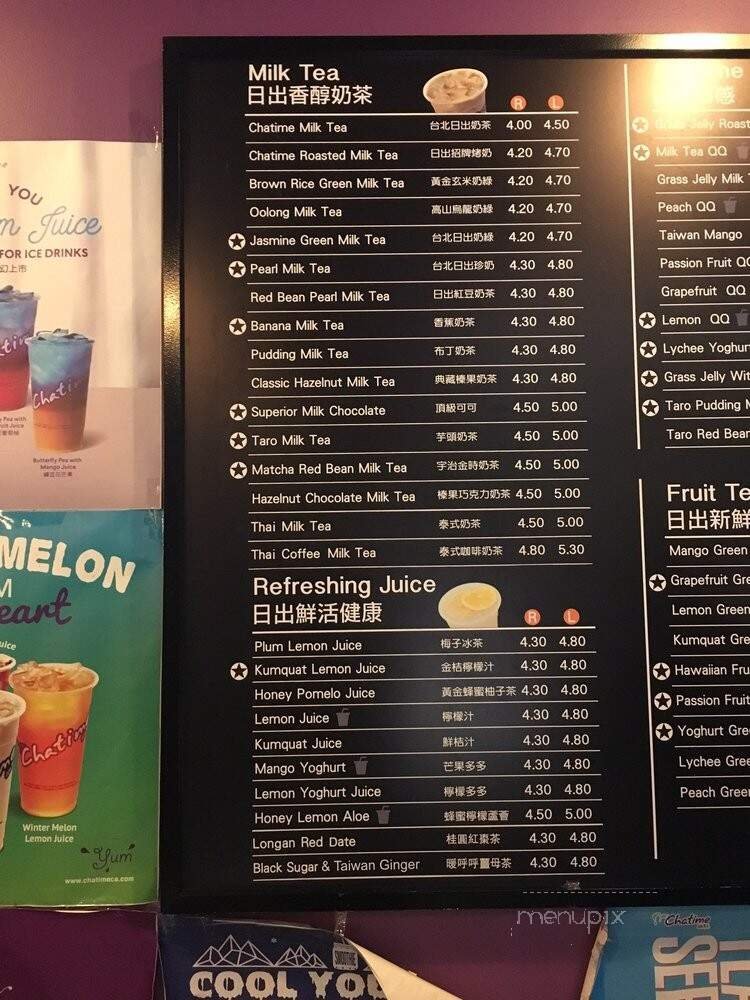 Milk Tea
日出香醇奶茶
R L
Chatime Milk Tea 台北日出奶茶 4.00 4.50
Chatime Roasted Milk Tea 日出招牌烤奶 4.20 4.70
Brown Rice Green Milk Tea 黃金玄米奶綠 4.20 4.70
Oolong Milk Tea 高山烏龍奶綠 4.20 4.70
Jasmine Green Milk Tea 台北日出奶綠 4.20 4.70
Pearl Milk Tea 台北日出珍奶 4.30 4.80
Red Bean Pearl Milk Tea 日出紅豆奶茶 4.30 4.80
Banana Milk Tea 香蕉奶茶 4.30 4.80
Pudding Milk Tea 布丁奶茶 4.30 4.80
Classic Hazelnut Milk Tea 典藏榛果奶茶 4.30 4.80
Superior Milk Chocolate 頂級可可 4.50 5.00
Taro Milk Tea 芋頭奶茶 4.50 5.00
Matcha Red Bean Milk Tea 宇治金時奶茶 4.50 5.00
Hazelnut Chocolate Milk Tea 榛果巧克力奶茶 4.50 5.00
Thai Milk Tea 泰式奶茶 4.50 5.00
Thai Coffee Milk Tea 泰式咖啡奶茶 4.80 5.30
Refreshing Juice
日出鮮活健康
R L
Plum Lemon Juice 梅子冰茶 4.30 4.80
Kumquat Lemon Juice 金桔檸檬汁 4.30 4.80
Honey Pomelo Juice 黃金蜂蜜柚子茶 4.30 4.80
Lemon Juice 檸檬汁 4.30 4.80
Kumquat Juice 鮮桔汁 4.30 4.80
Mango Yoghurt 芒果多多 4.30 4.80
Lemon Yoghurt Juice 檸檬多多 4.30 4.80
Honey Lemon Aloe 蜂蜜檸檬蘆薈 4.50 5.00
Longan Red Date 桂圓紅棗茶 4.30 4.80
Black Sugar & Taiwan Ginger 暖呼呼薑母茶 4.30 4.80
Jelly Roast
Milk Tea QQ
Grass Jelly Milk
Peach QQ
Taiwan Mango
Passion Fruit QQ
Grapefruit QQ
Lemon QQ
Lychee Yoghurt
Grass Jelly Wit
Taro Pudding M
Taro Red Bean
Fruit Te
日出新鮮
Mango Green
Grapefruit Gre
Lemon Green
Kumquat Gre
Hawaiian Fru
Passion Fruit
Yoghurt Gre
Lychee Gree
Peach Green
YOU
Juice
FOR ICE DRINKS
幻上市
Chatime
Butterfly Pea with
Mango Juice
MELON
eart
Chatime
Winter Melon
Lemon Juice
Yum
www.chatimeca.com
menupix
COOL YOU
SMOOTHIE
Chatime